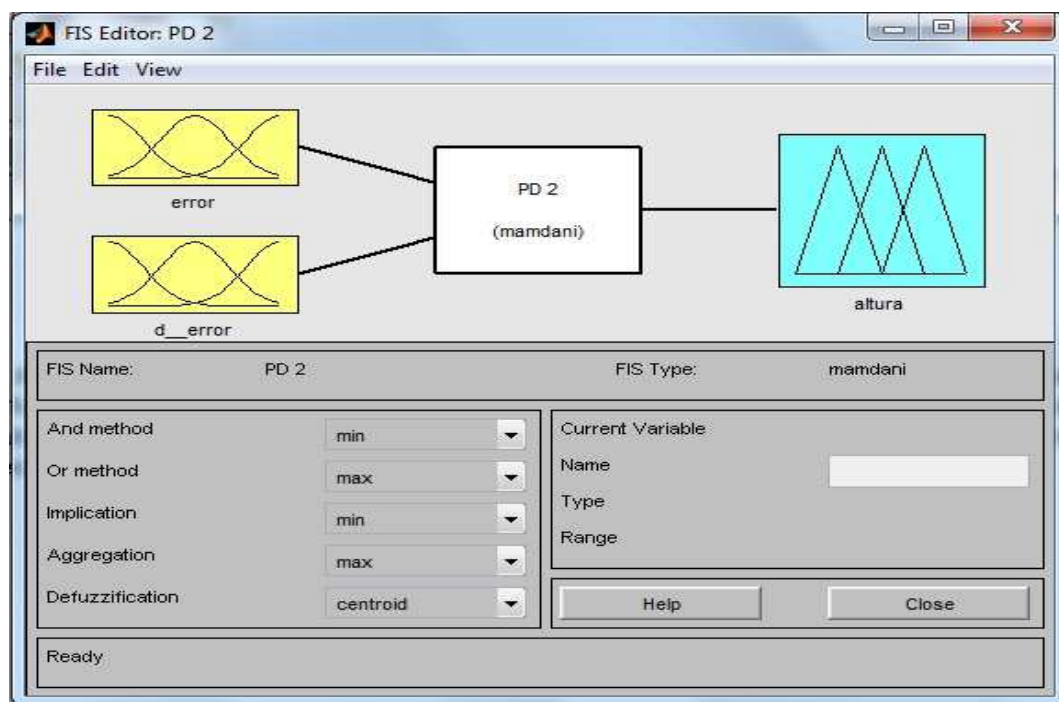 FIS Editor: PD 2
File Edit View
error
d__error
PD 2
(mamdani)
altura
FIS Name: PD 2 FIS Type: mamdani
And method min
Or method max
Implication min
Aggregation max
Defuzzification centroid
Current Variable
Name
Type
Range
Help Close
Ready